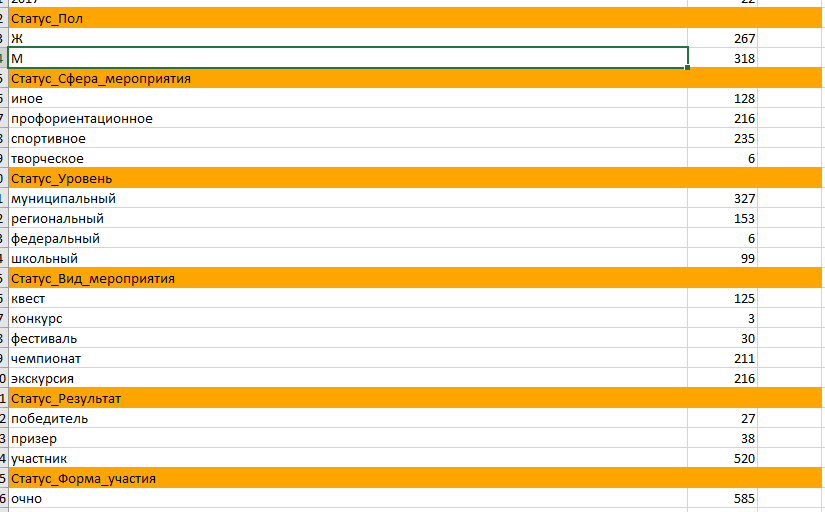 Статус_Пол
Ж 267
М 318
Статус_Сфера_мероприятия
иное 128
профориентационное 216
спортивное 235
творческое 6
Статус_Уровень
муниципальный 327
региональный 153
федеральный 6
школьный 99
Статус_Вид_мероприятия
квест 125
конкурс 3
фестиваль 30
чемпионат 211
экскурсия 216
Статус_Результат
победитель 27
призер 38
участник 520
Статус_Форма_участия
очно 585